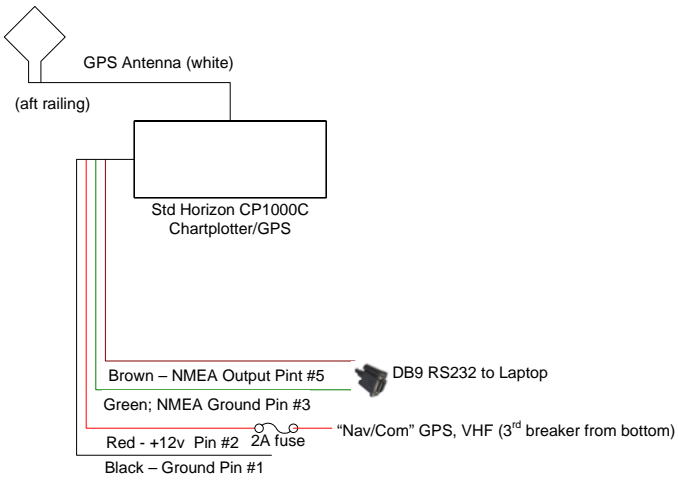 GPS Antenna (white)
(aft railing)
Std Horizon CP1000C
Chartplotter/GPS
Brown – NMEA Output Pint #5
DB9 RS232 to Laptop
Green; NMEA Ground Pin #3
“Nav/Com” GPS, VHF (3rd breaker from bottom)
Red - +12v Pin #2
2A fuse
Black – Ground Pin #1